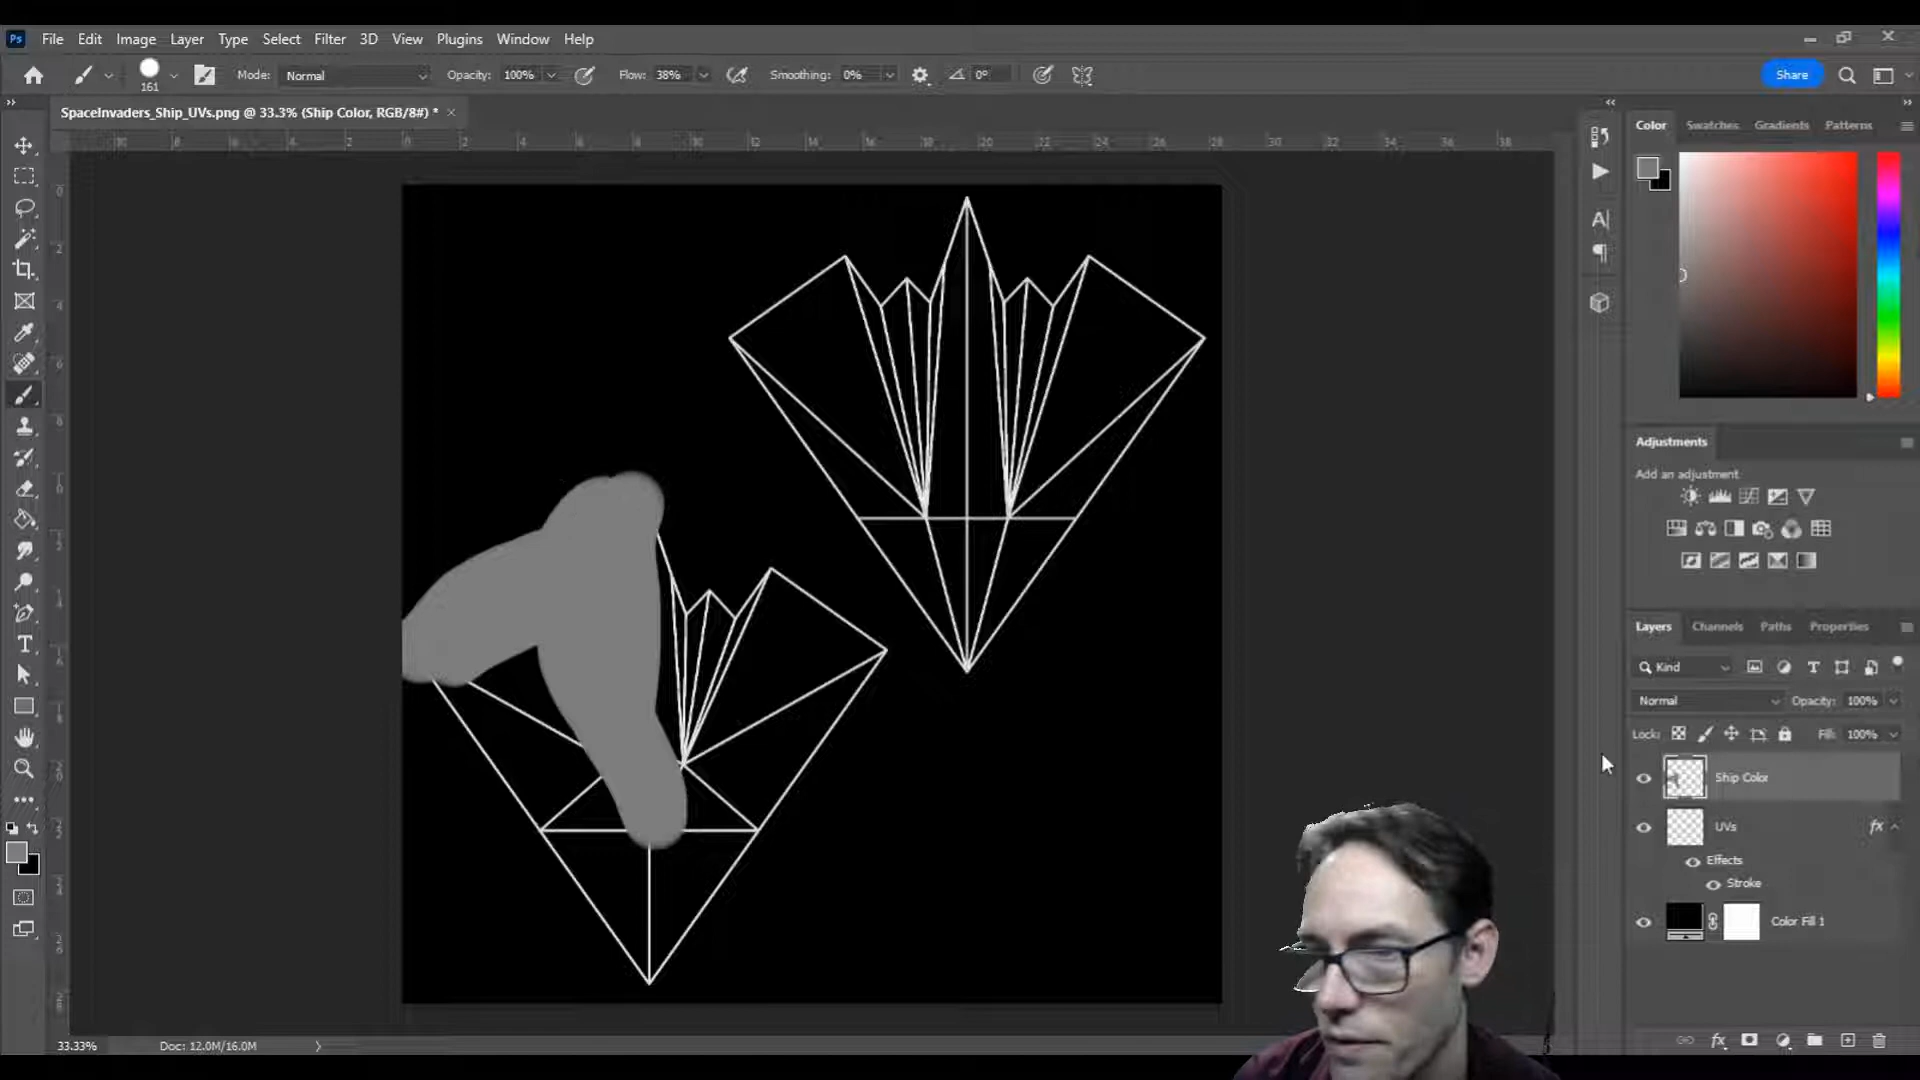 Ps File Edit Image Layer Type Select Filter 3D View Plugins Window Help
161 Mode: Normal Opacity: 100% Flow: 38% Smoothing: 0% 0° Share
SpaceInvaders_Ship_UVs.png @ 33.3% (Ship Color, RGB/8#) *
Color Swatches Gradients Patterns
Adjustments
Add an adjustment
Layers Channels Paths Properties
Kind
Normal Opacity: 100%
Lock: Fill: 100%
Ship Color
UVs fx
Effects
Stroke
Color Fill 1
33.33% Doc: 12.0M/16.0M